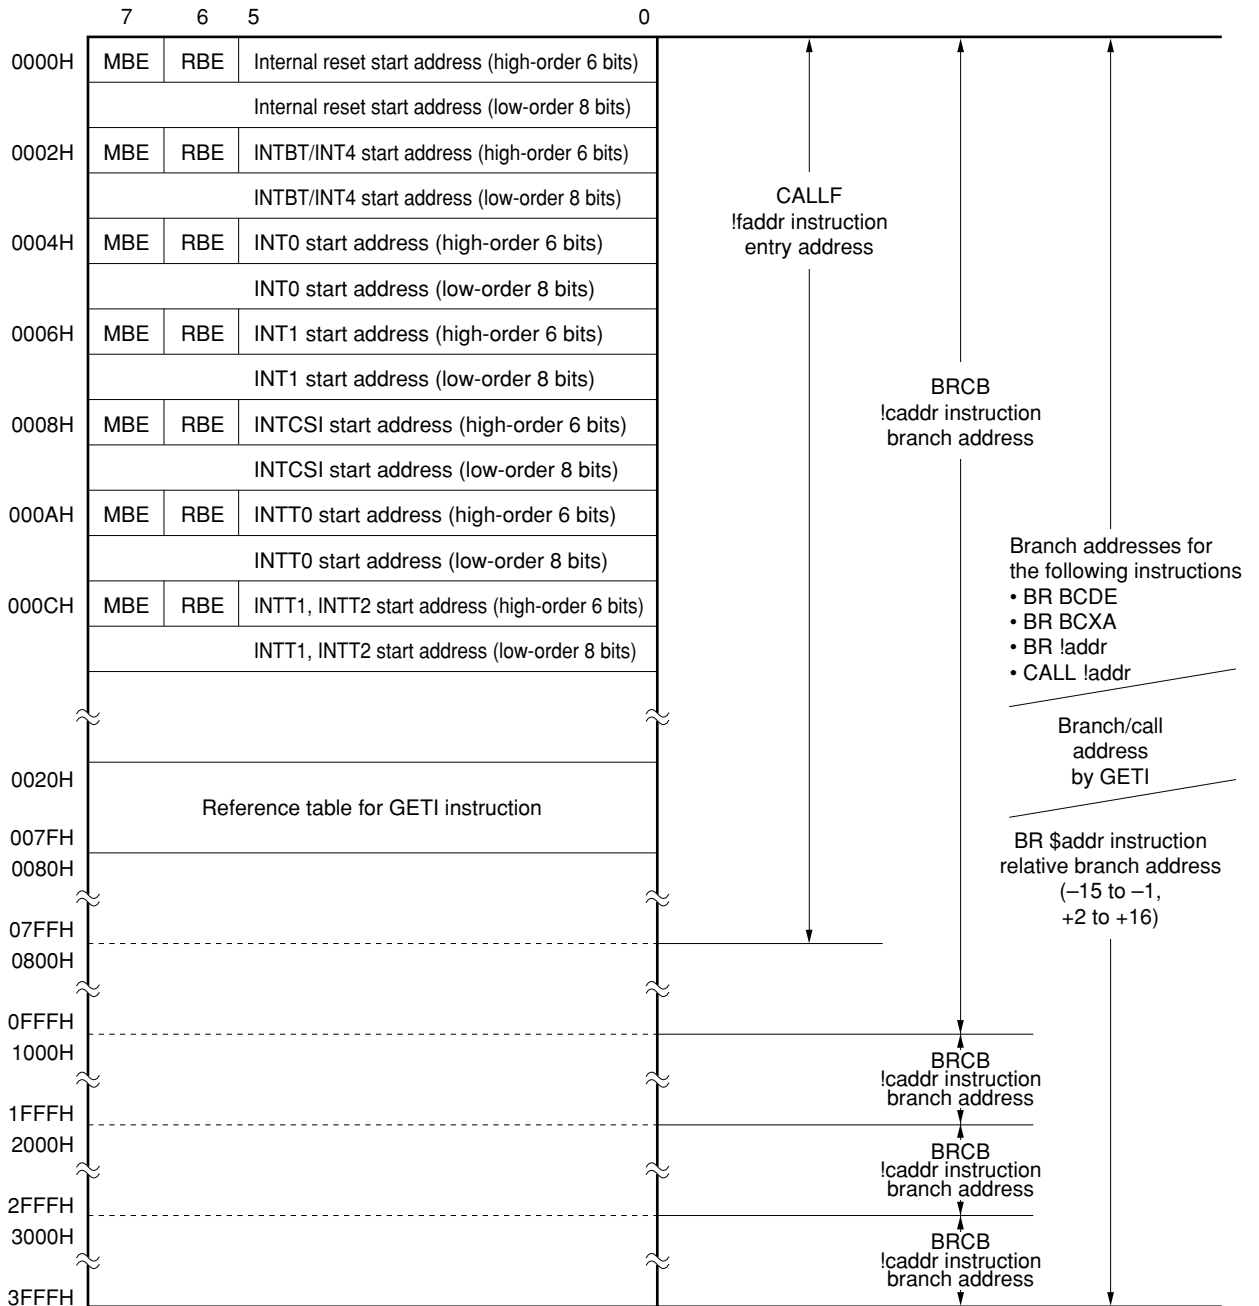 7 6 5 0
0000H MBE RBE Internal reset start address (high-order 6 bits)
Internal reset start address (low-order 8 bits)
0002H MBE RBE INTBT/INT4 start address (high-order 6 bits)
INTBT/INT4 start address (low-order 8 bits)
0004H MBE RBE INT0 start address (high-order 6 bits)
INT0 start address (low-order 8 bits)
0006H MBE RBE INT1 start address (high-order 6 bits)
INT1 start address (low-order 8 bits)
0008H MBE RBE INTCSI start address (high-order 6 bits)
INTCSI start address (low-order 8 bits)
000AH MBE RBE INTT0 start address (high-order 6 bits)
INTT0 start address (low-order 8 bits)
000CH MBE RBE INTT1, INTT2 start address (high-order 6 bits)
INTT1, INTT2 start address (low-order 8 bits)
0020H
Reference table for GETI instruction
007FH
0080H
07FFH
0800H
0FFFH
1000H
1FFFH
2000H
2FFFH
3000H
3FFFH
CALLF
!faddr instruction
entry address
BRCB
!caddr instruction
branch address
BRCB
!caddr instruction
branch address
BRCB
!caddr instruction
branch address
BRCB
!caddr instruction
branch address
Branch addresses for
the following instructions
• BR BCDE
• BR BCXA
• BR !addr
• CALL !addr
Branch/call
address
by GETI
BR $addr instruction
relative branch address
(–15 to –1,
+2 to +16)